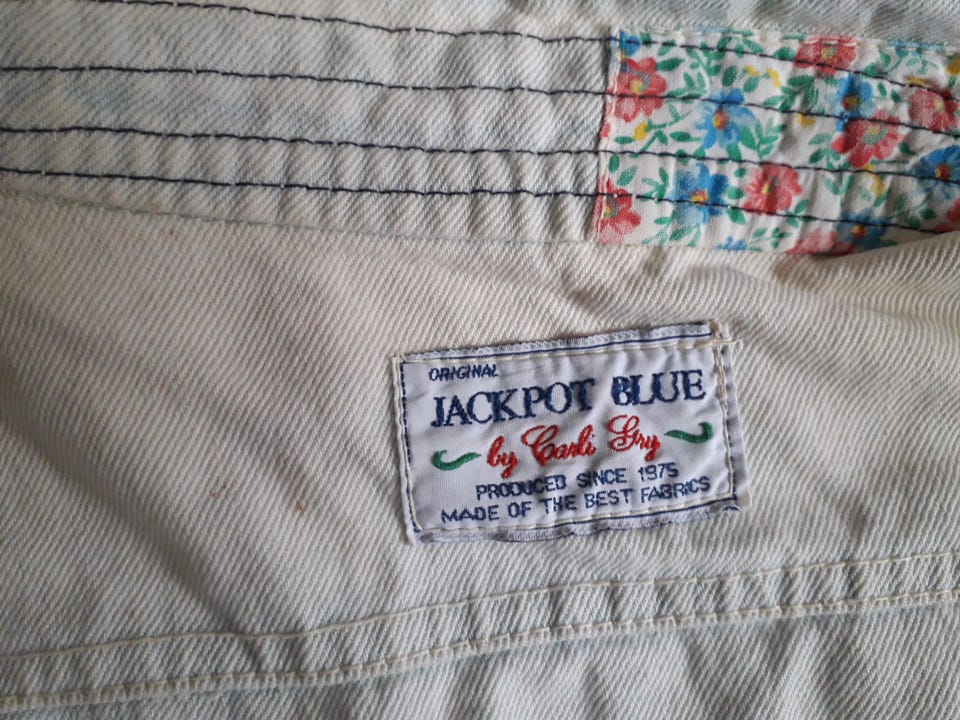 ORIGINAL
JACKPOT BLUE
by Carli Gry
PRODUCED SINCE 1975
MADE OF THE BEST FABRICS